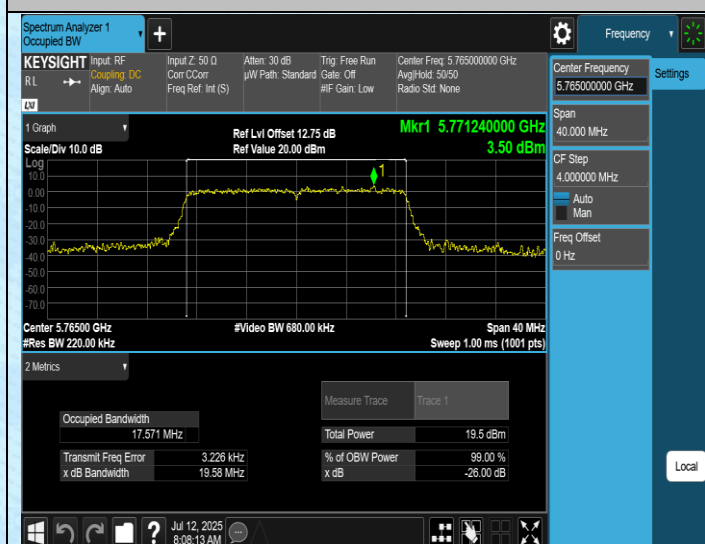 Spectrum Analyzer 1
Occupied BW
+
Frequency
KEYSIGHT
RL
LXI
Input: RF
Coupling: DC
Align: Auto
Input Z: 50 Ω
Corr CCorr
Freq Ref: Int (S)
Atten: 30 dB
µW Path: Standard
Trig: Free Run
Gate: Off
#IF Gain: Low
Center Freq: 5.765000000 GHz
Avg|Hold: 50/50
Radio Std: None
Center Frequency
5.765000000 GHz
Settings
Span
40.000 MHz
CF Step
4.000000 MHz
Auto
Man
Freq Offset
0 Hz
1 Graph
Scale/Div 10.0 dB
Ref Lvl Offset 12.75 dB
Ref Value 20.00 dBm
Mkr1 5.771240000 GHz
3.50 dBm
Log
10.0
0.00
-10.0
-20.0
-30.0
-40.0
-50.0
-60.0
-70.0
1
Center 5.76500 GHz
#Video BW 680.00 kHz
Span 40 MHz
#Res BW 220.00 kHz
Sweep 1.00 ms (1001 pts)
2 Metrics
Measure Trace
Trace 1
Occupied Bandwidth
17.571 MHz
Total Power
19.5 dBm
Transmit Freq Error
3.226 kHz
% of OBW Power
99.00 %
x dB Bandwidth
19.58 MHz
x dB
-26.00 dB
Local
?
Jul 12, 2025
8:08:13 AM